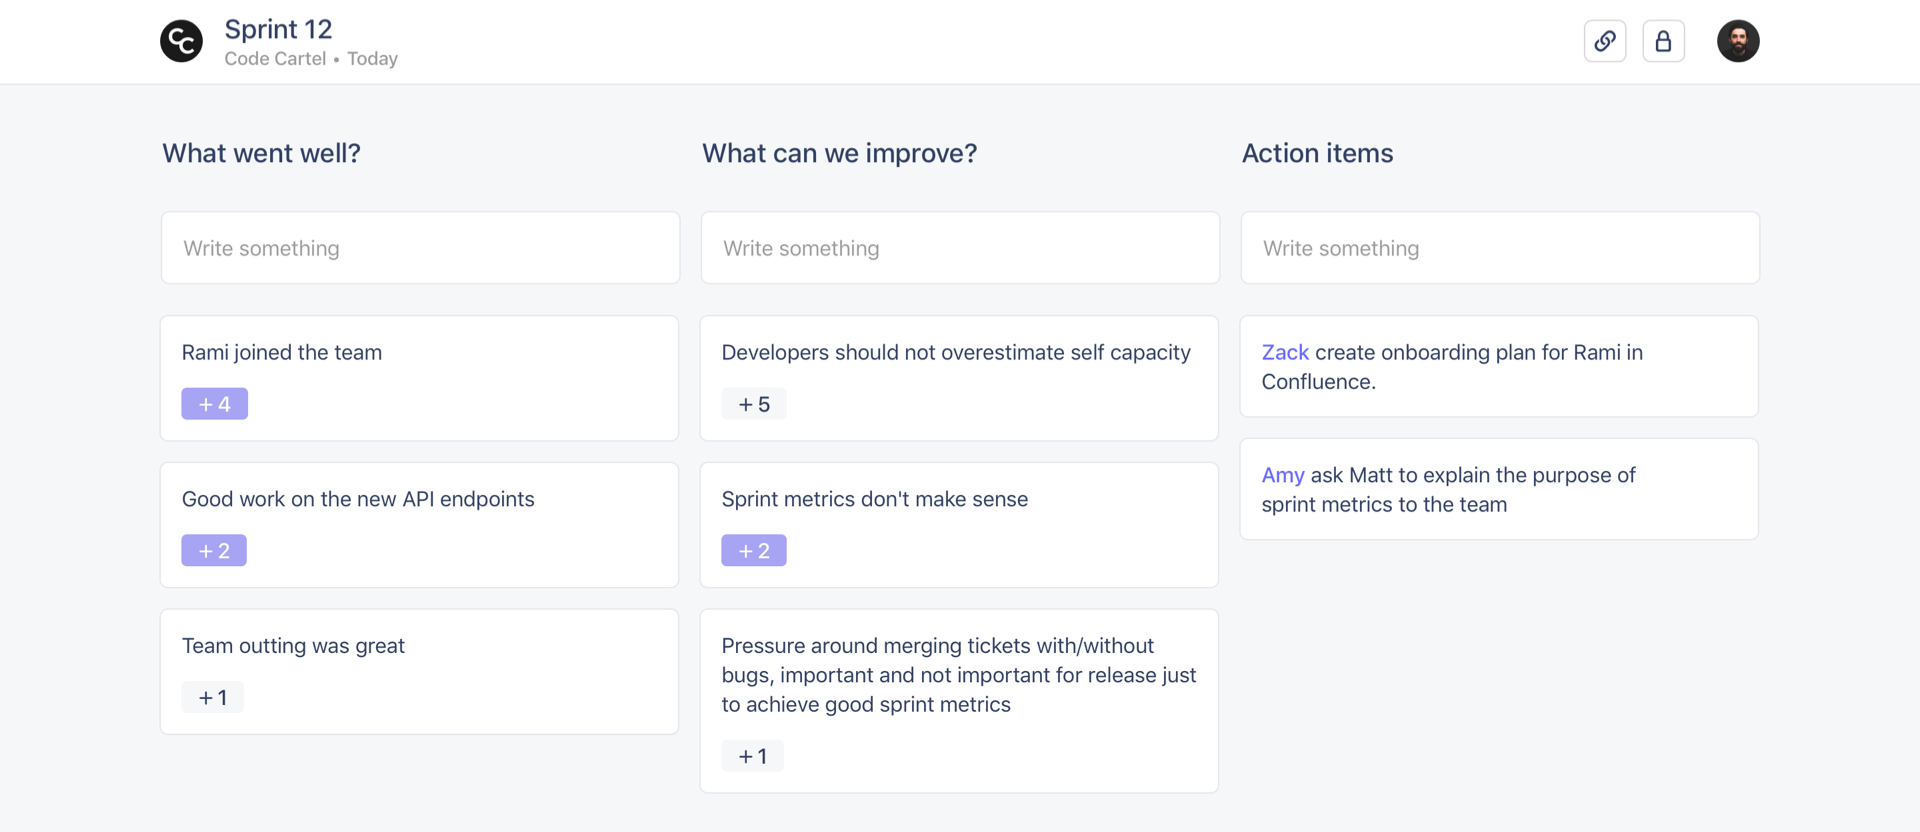 CC
Sprint 12
Code Cartel • Today
What went well?
Write something
Rami joined the team
+ 4
Good work on the new API endpoints
+ 2
Team outting was great
+ 1
What can we improve?
Write something
Developers should not overestimate self capacity
+ 5
Sprint metrics don't make sense
+ 2
Pressure around merging tickets with/without
bugs, important and not important for release just
to achieve good sprint metrics
+ 1
Action items
Write something
Zack create onboarding plan for Rami in
Confluence.
Amy ask Matt to explain the purpose of
sprint metrics to the team